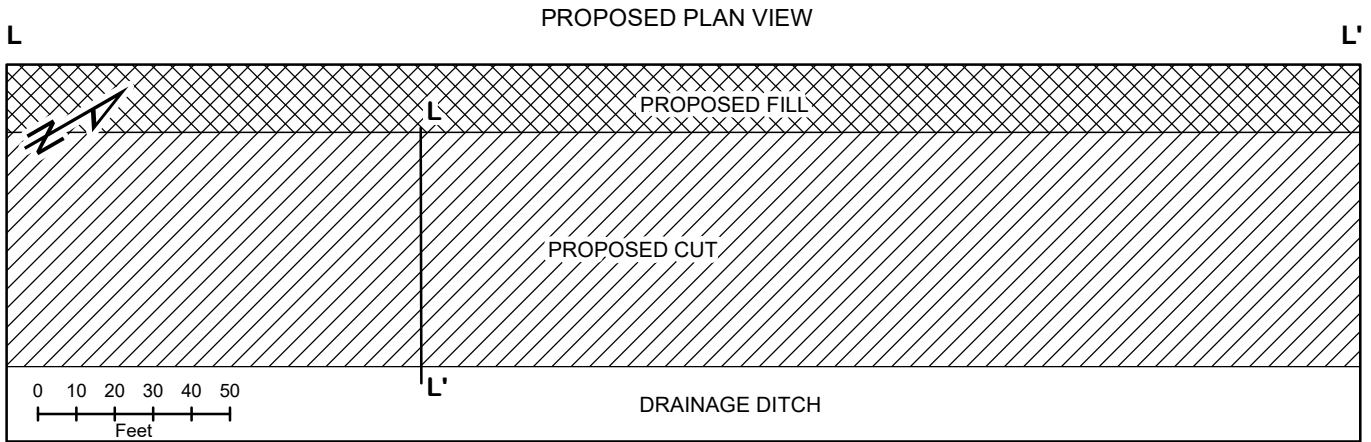 PROPOSED PLAN VIEW
L L'
PROPOSED FILL
N
L
PROPOSED CUT
L'
0 10 20 30 40 50
Feet
DRAINAGE DITCH